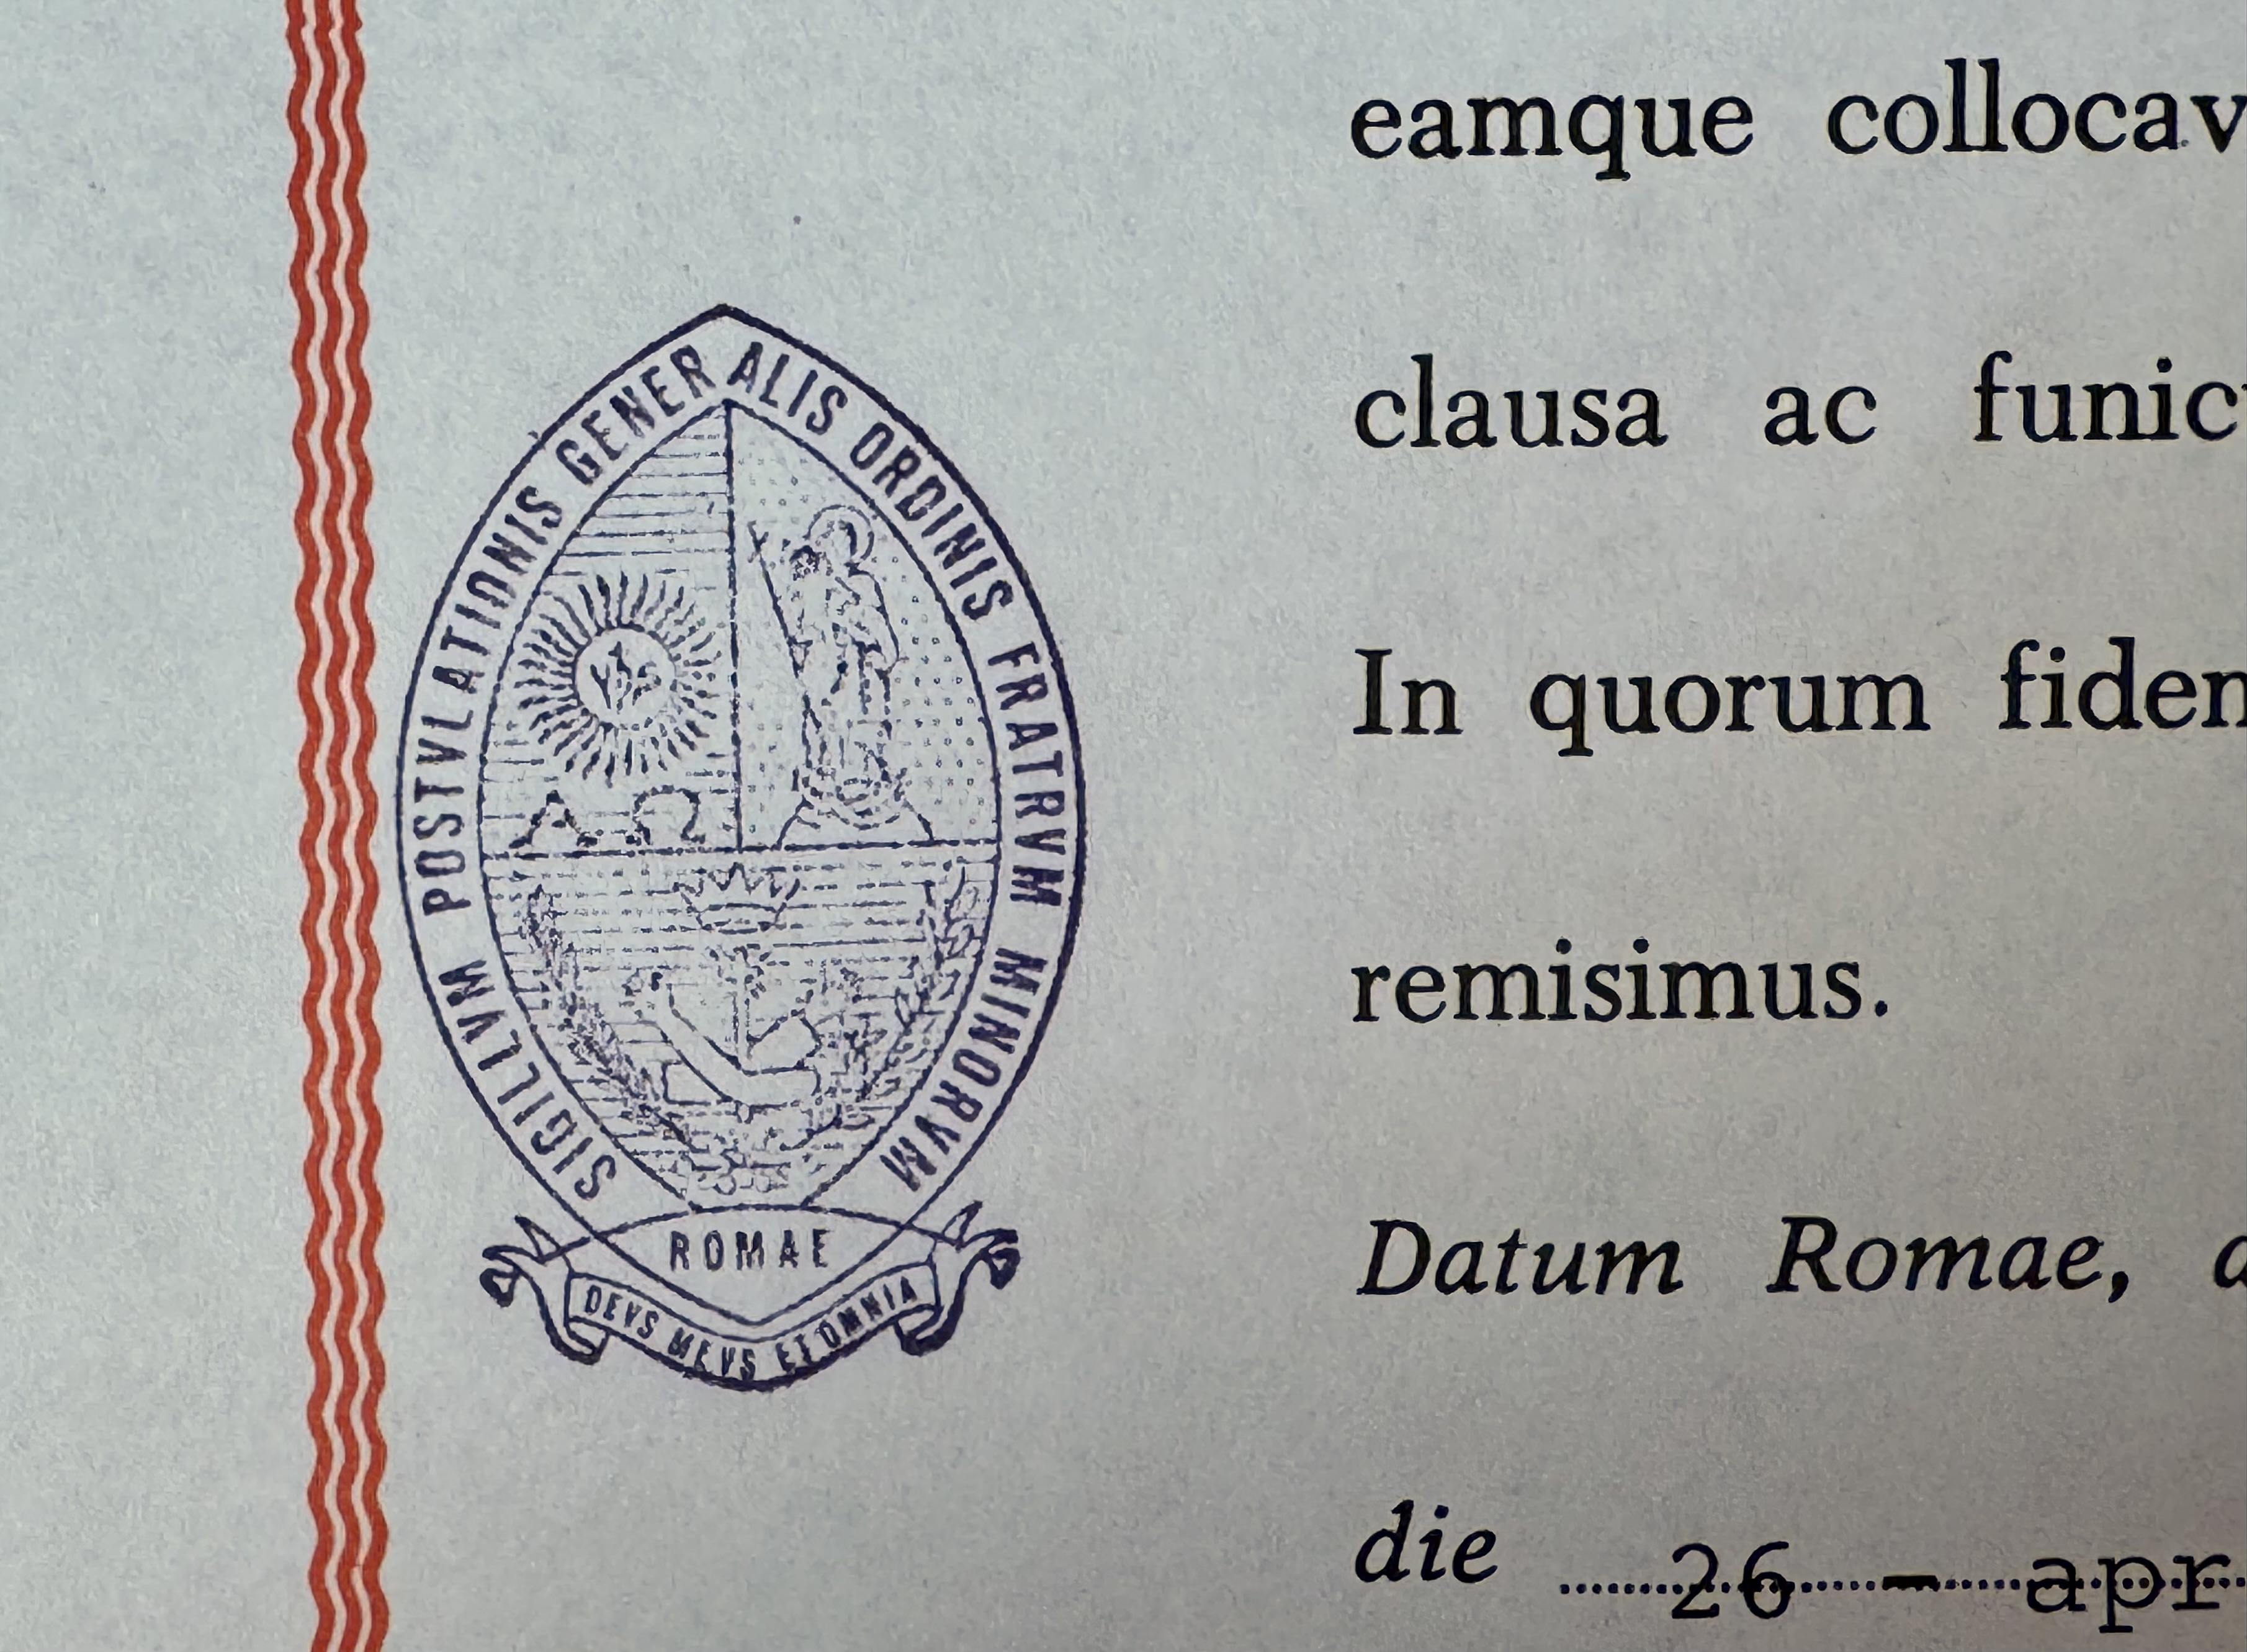 SIGILLVM POSTVLATIONIS GENERALIS ORDINIS FRATRVM MINORVM
Α Ω
ROMAE
DEVS MEVS ET OMNIA
eamque collocav
clausa ac funic
In quorum fiden
remisimus.
Datum Romae, a
die 26 - apr